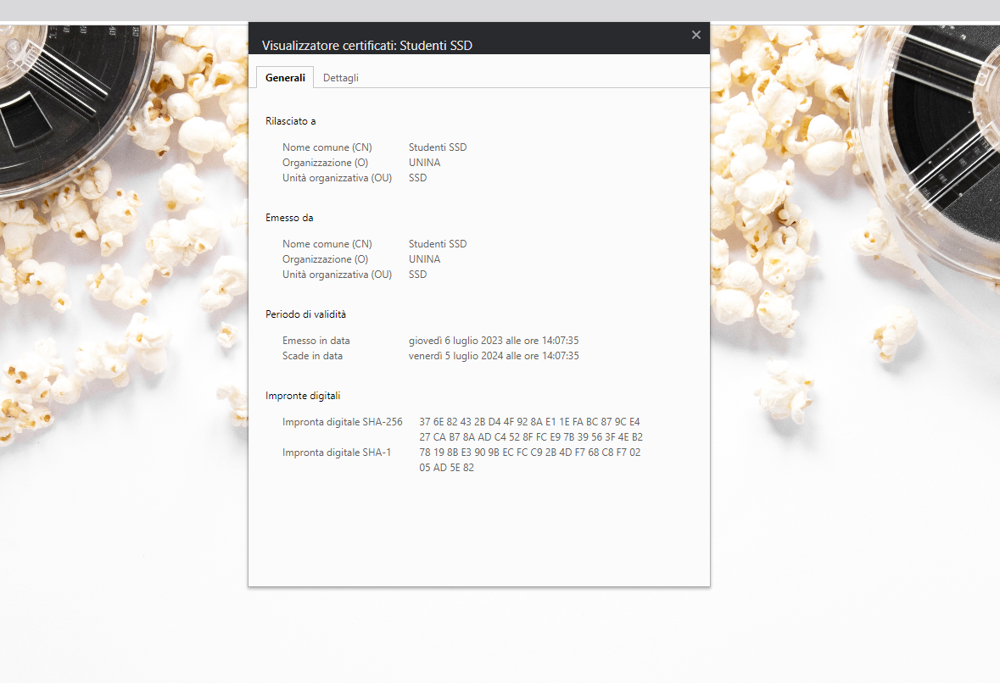 Visualizzatore certificati: Studenti SSD
Generali
Dettagli
Rilasciato a
Nome comune (CN) Studenti SSD
Organizzazione (O) UNINA
Unità organizzativa (OU) SSD
Emesso da
Nome comune (CN) Studenti SSD
Organizzazione (O) UNINA
Unità organizzativa (OU) SSD
Periodo di validità
Emesso in data giovedì 6 luglio 2023 alle ore 14:07:35
Scade in data venerdì 5 luglio 2024 alle ore 14:07:35
Impronte digitali
Impronta digitale SHA-256 37 6E 82 43 2B D4 4F 92 8A E1 1E FA BC 87 9C E4
27 CA B7 8A AD C4 52 8F FC E9 7B 39 56 3F 4E B2
Impronta digitale SHA-1 78 19 8B E3 90 9B EC FC C9 2B 4D F7 68 C8 F7 02
05 AD 5E 82